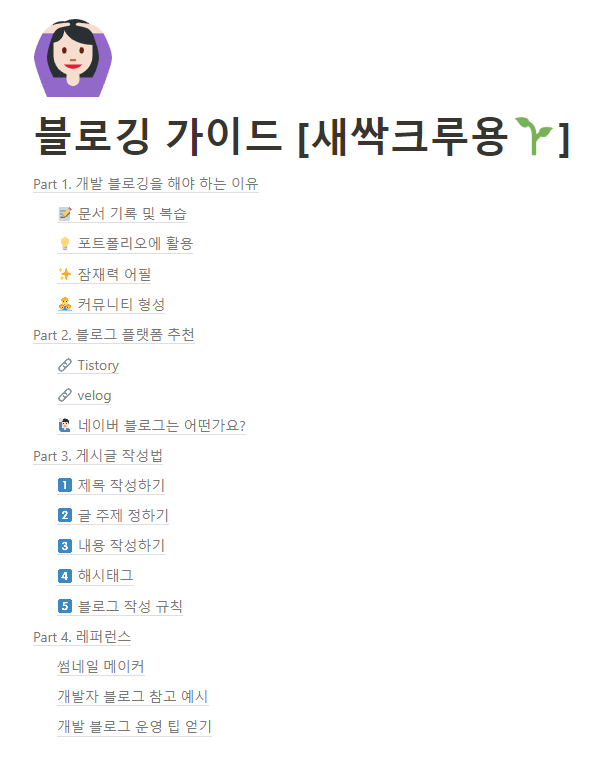 블로깅 가이드 [새싹크루용🌱]
Part 1. 개발 블로깅을 해야 하는 이유
📝 문서 기록 및 복습
💡 포트폴리오에 활용
✨ 잠재력 어필
🤱 커뮤니티 형성
Part 2. 블로그 플랫폼 추천
🔗 Tistory
🔗 velog
🙋🏻‍♂️ 네이버 블로그는 어떤가요?
Part 3. 게시글 작성법
1️⃣ 제목 작성하기
2️⃣ 글 주제 정하기
3️⃣ 내용 작성하기
4️⃣ 해시태그
5️⃣ 블로그 작성 규칙
Part 4. 레퍼런스
썸네일 메이커
개발자 블로그 참고 예시
개발 블로그 운영 팁 얻기